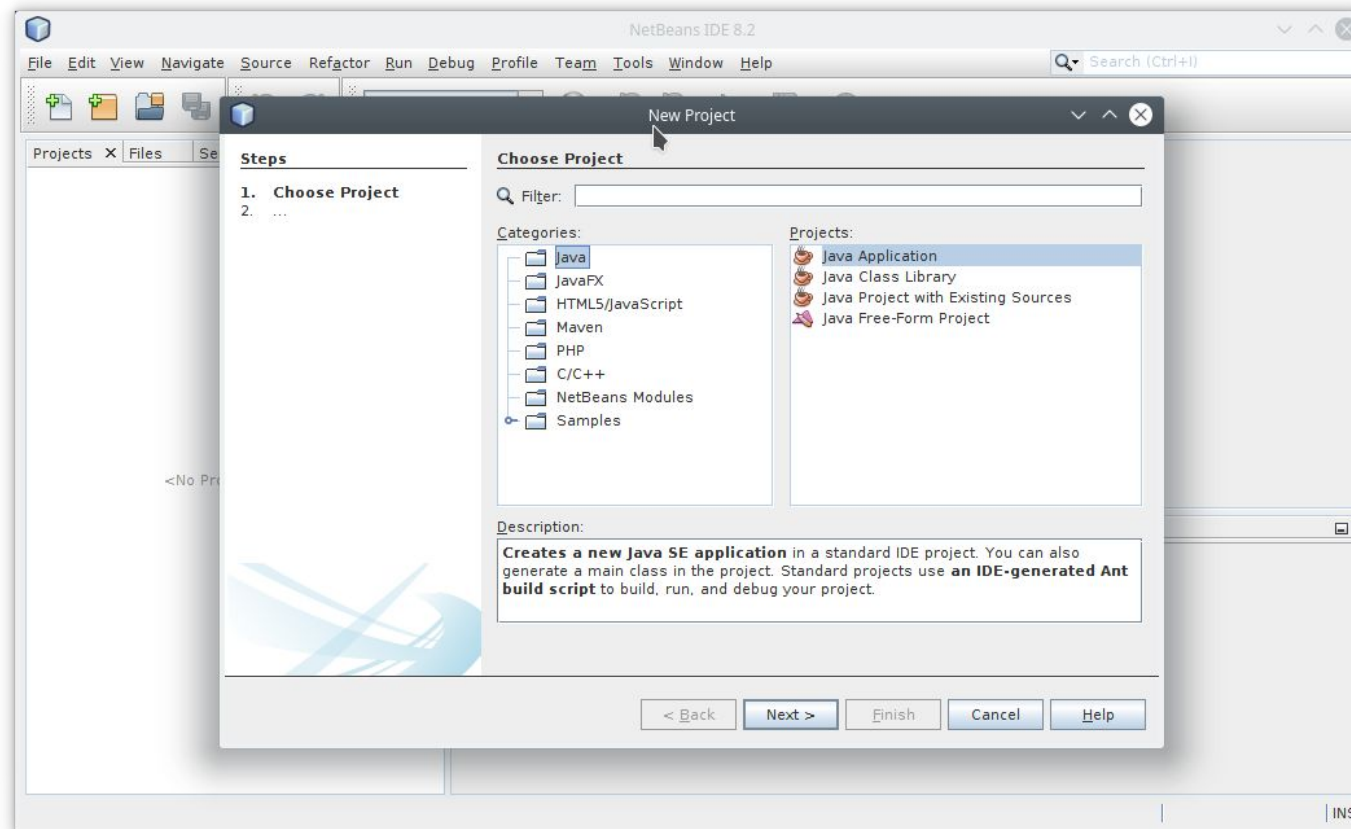 NetBeans IDE 8.2
File Edit View Navigate Source Refactor Run Debug Profile Team Tools Window Help
Search (Ctrl+I)
New Project
Projects Files Se
Steps
1. Choose Project
2. ...
Choose Project
Filter:
Categories:
Java
JavaFX
HTML5/JavaScript
Maven
PHP
C/C++
NetBeans Modules
Samples
Projects:
Java Application
Java Class Library
Java Project with Existing Sources
Java Free-Form Project
<No Pro
Description:
Creates a new Java SE application in a standard IDE project. You can also
generate a main class in the project. Standard projects use an IDE-generated Ant
build script to build, run, and debug your project.
< Back Next > Finish Cancel Help
INS